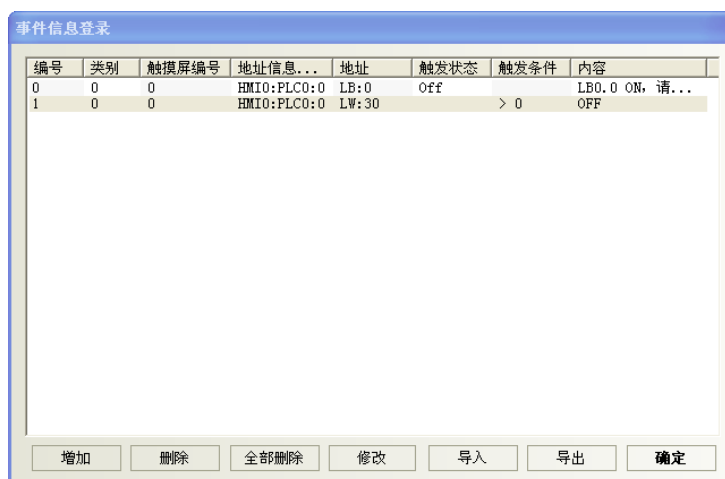 事件信息登录
编号 类别 触摸屏编号 地址信息... 地址 触发状态 触发条件 内容
0 0 0 HMI0:PLC0:0 LB:0 Off LB0.0 ON，请...
1 0 0 HMI0:PLC0:0 LW:30 > 0 OFF
增加 删除 全部删除 修改 导入 导出 确定